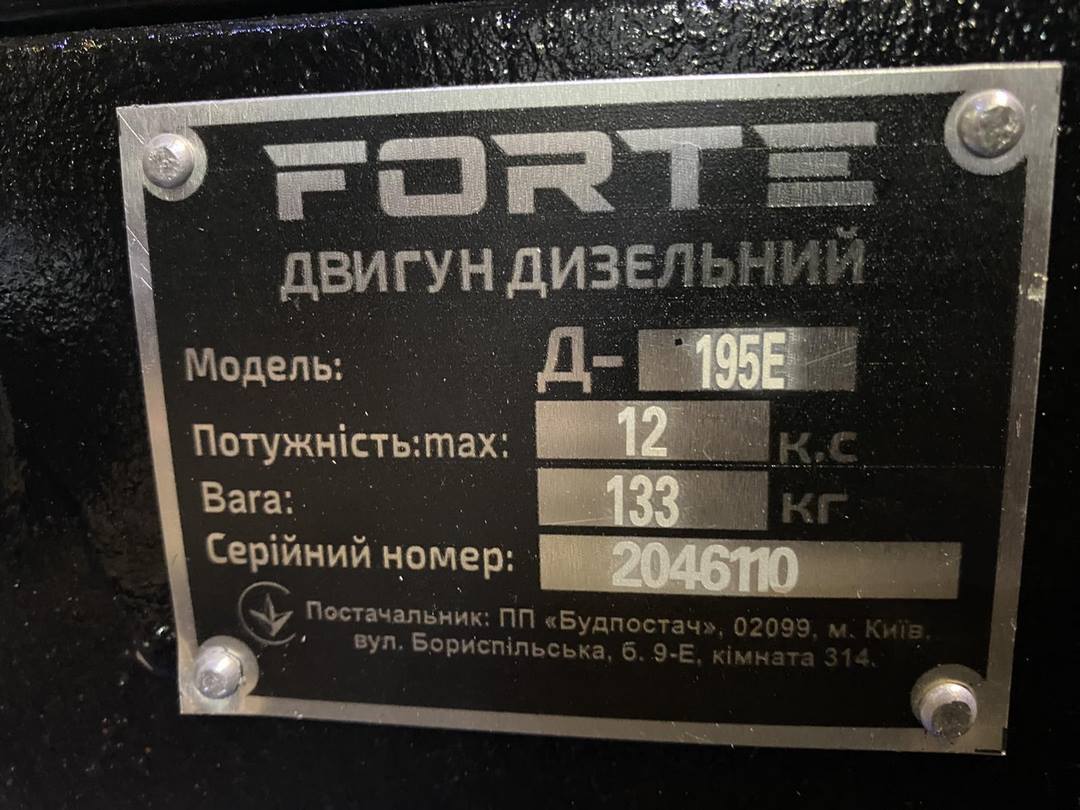 FORTE
ДВИГУН ДИЗЕЛЬНИЙ
Модель: Д- 195E
Потужність:max: 12 к.с
Вага: 133 кг
Серійний номер: 2046110
Постачальник: ПП «Будпостач», 02099, м. Київ,
вул. Бориспільська, б. 9-Е, кімната 314.